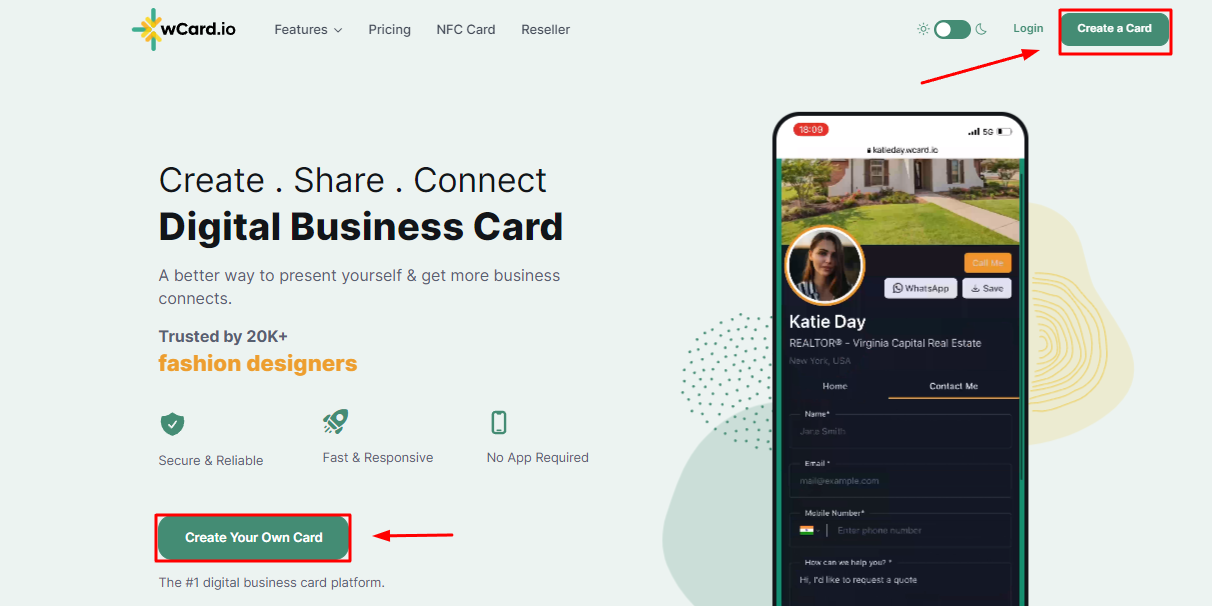 wCard.io
Features
Pricing
NFC Card
Reseller
Login
Create a Card
Create . Share . Connect
Digital Business Card
A better way to present yourself & get more business
connects.
Trusted by 20K+
fashion designers
Secure & Reliable
Fast & Responsive
No App Required
Create Your Own Card
The #1 digital business card platform.
18:09
5G
katieday.wcard.io
Call Me
WhatsApp
Save
Katie Day
REALTOR® - Virginia Capital Real Estate
New York, USA
Home
Contact Me
Name*
Jane Smith
Email *
mail@example.com
Mobile Number*
Enter phone number
How can we help you? *
Hi, I'd like to request a quote